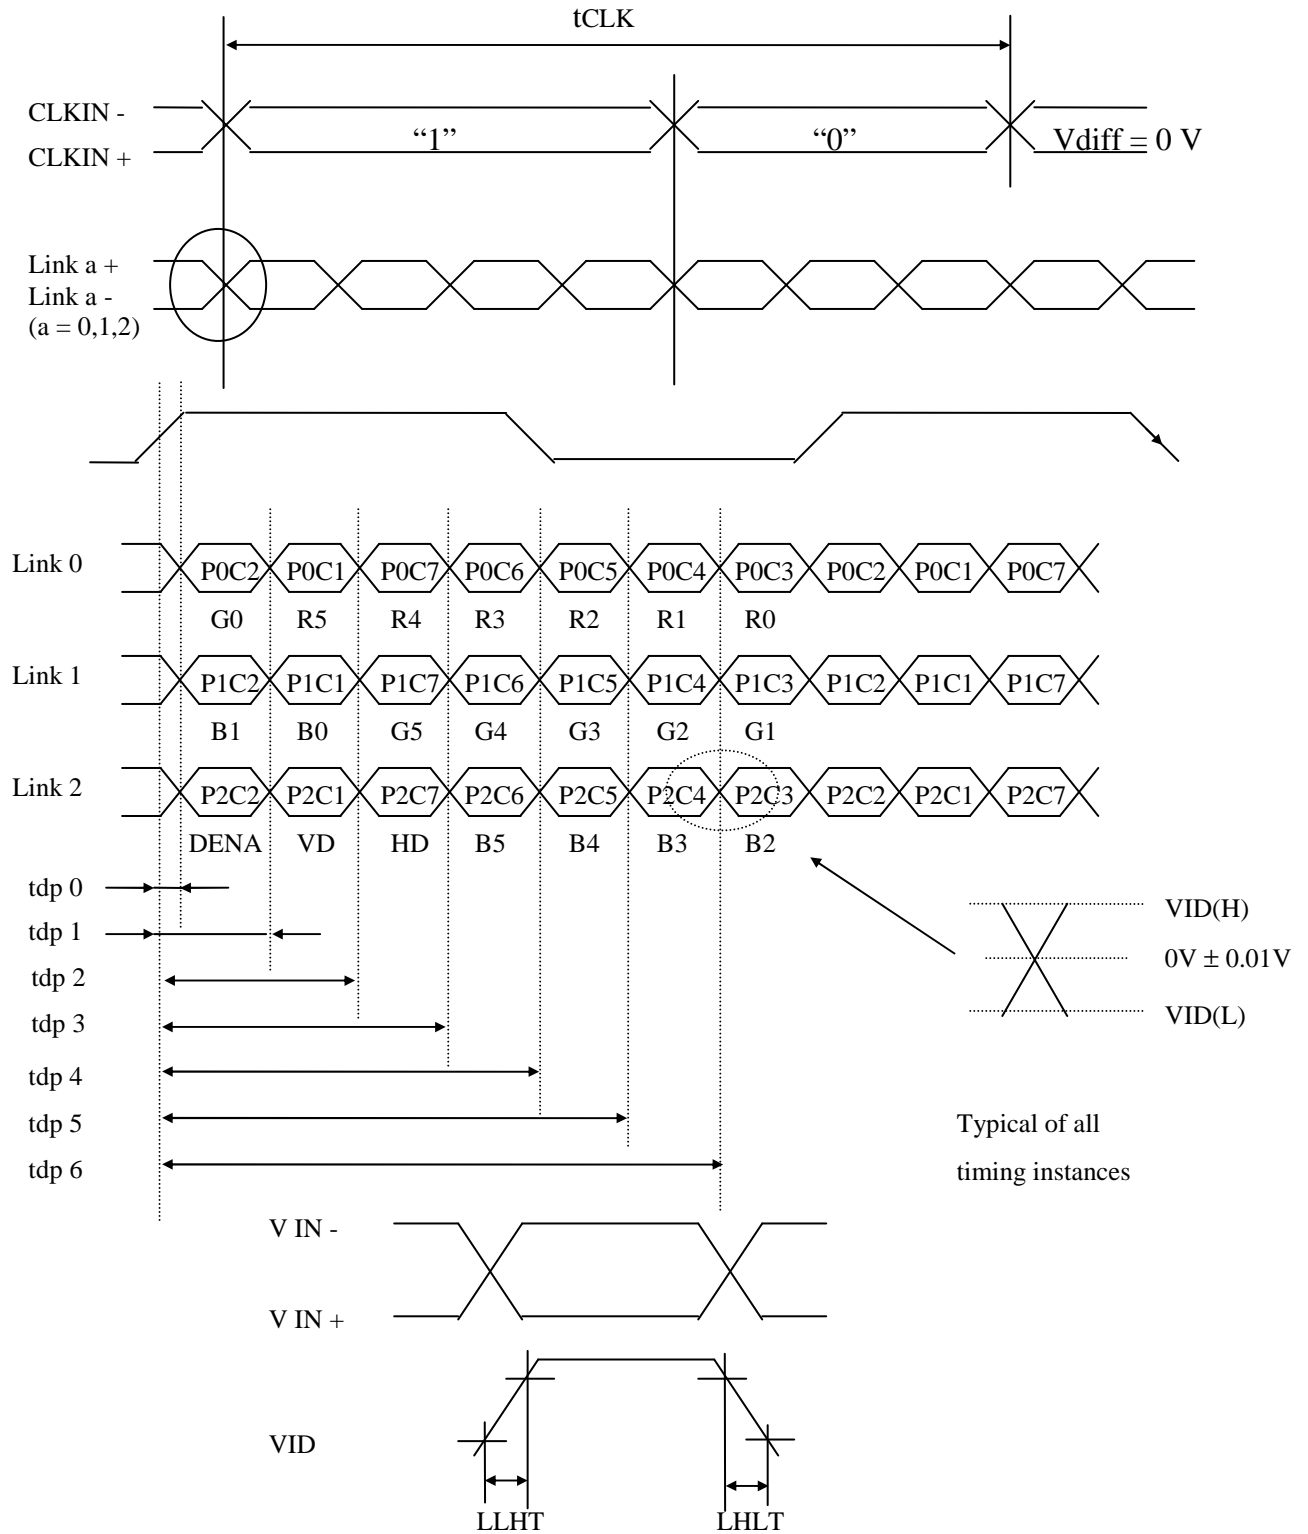 tCLK
CLKIN -
CLKIN +
“1”
“0”
Vdiff = 0 V
Link a +
Link a -
(a = 0,1,2)
Link 0
P0C2 P0C1 P0C7 P0C6 P0C5 P0C4 P0C3 P0C2 P0C1 P0C7
G0 R5 R4 R3 R2 R1 R0
Link 1
P1C2 P1C1 P1C7 P1C6 P1C5 P1C4 P1C3 P1C2 P1C1 P1C7
B1 B0 G5 G4 G3 G2 G1
Link 2
P2C2 P2C1 P2C7 P2C6 P2C5 P2C4 P2C3 P2C2 P2C1 P2C7
DENA VD HD B5 B4 B3 B2
tdp 0
tdp 1
tdp 2
tdp 3
tdp 4
tdp 5
tdp 6
VID(H)
0V ± 0.01V
VID(L)
Typical of all
timing instances
V IN -
V IN +
VID
LLHT
LHLT